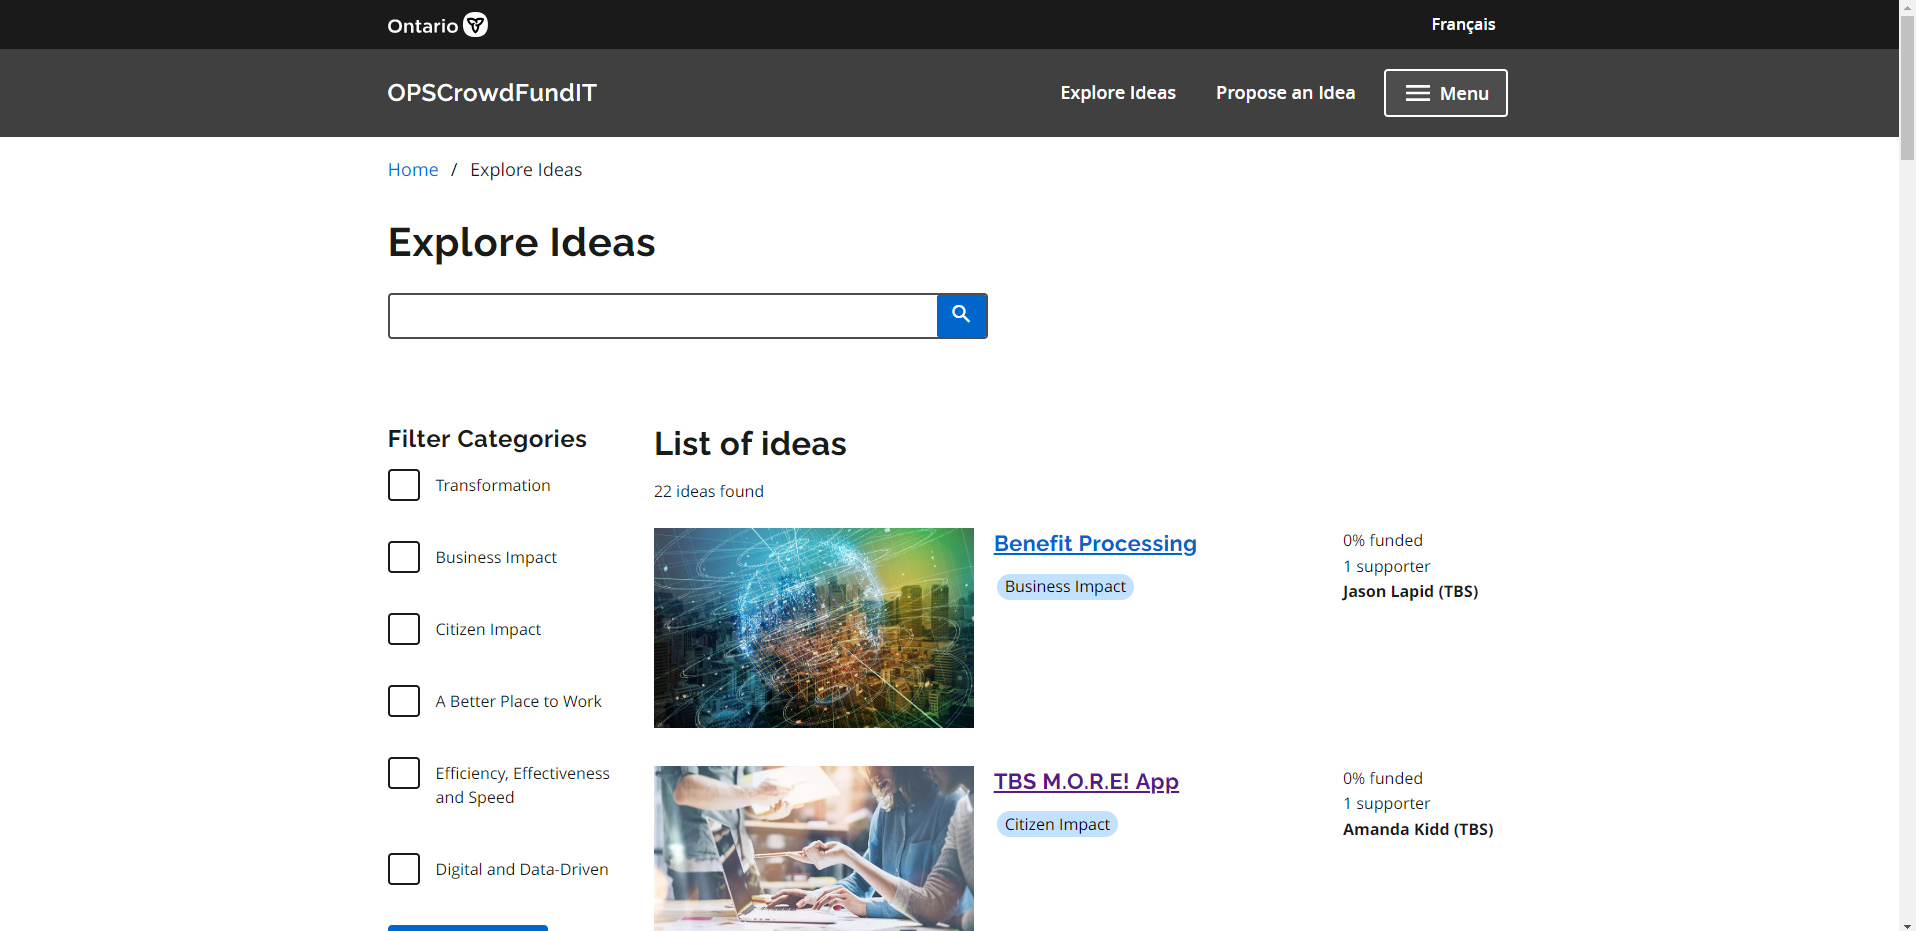 Ontario
Français
OPSCrowdFundIT
Explore Ideas
Propose an Idea
Menu
Home / Explore Ideas
Explore Ideas
Filter Categories
Transformation
Business Impact
Citizen Impact
A Better Place to Work
Efficiency, Effectiveness
and Speed
Digital and Data-Driven
List of ideas
22 ideas found
Benefit Processing
Business Impact
0% funded
1 supporter
Jason Lapid (TBS)
TBS M.O.R.E! App
Citizen Impact
0% funded
1 supporter
Amanda Kidd (TBS)